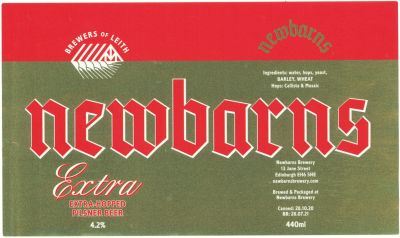 BREWERS OF LEITH
newbarns
Ingredients: water, hops, yeast,
BARLEY, WHEAT
Hops: Callista & Mosaic
newbarns
Extra
EXTRA-HOPPED
PILSNER BEER
4.2%
Newbarns Brewery
13 Jane Street
Edinburgh EH6 5HE
newbarnsbrewery.com
Brewed & Packaged at
Newbarns Brewery
Canned: 20.10.20
BB: 20.07.21
440ml